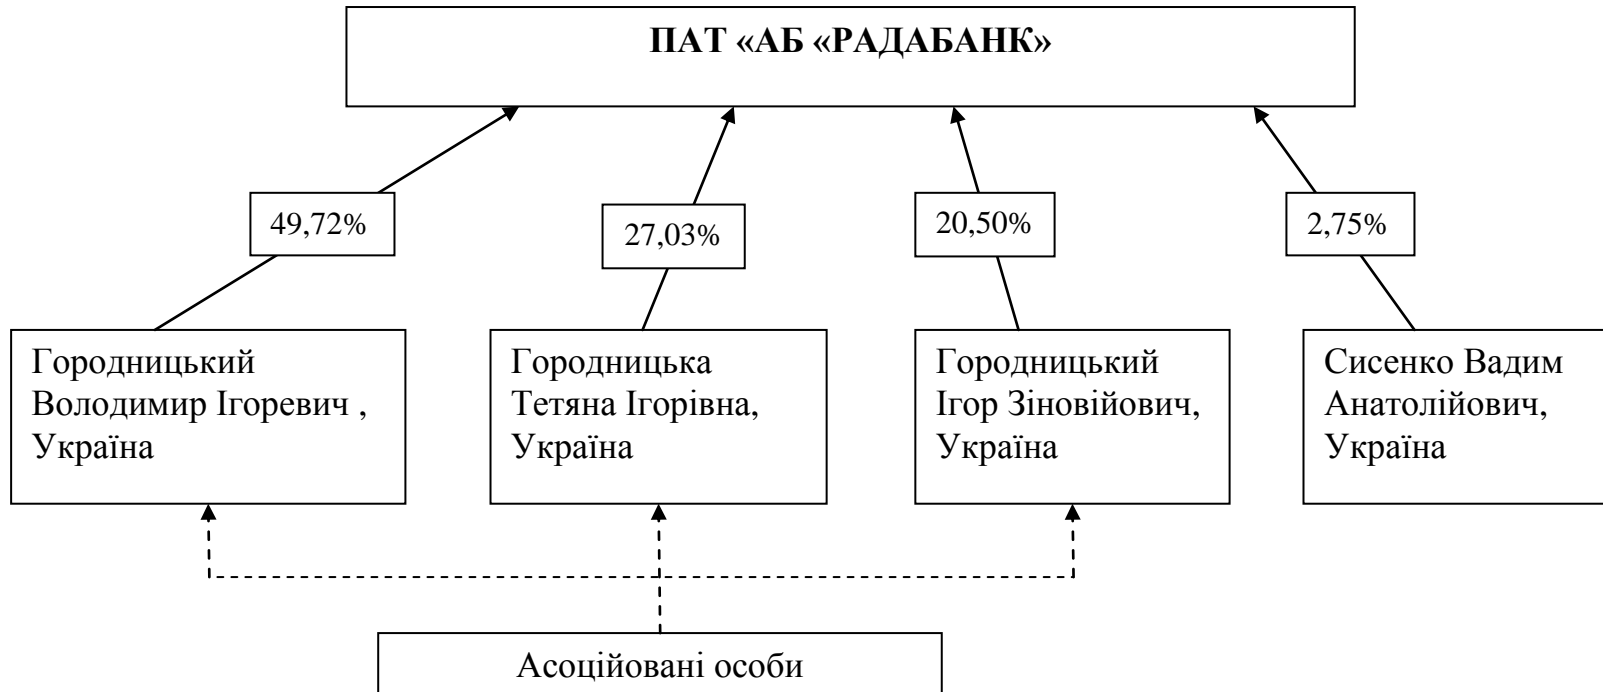 ПАТ «АБ «РАДАБАНК»
49,72%
27,03%
20,50%
2,75%
Городницький
Володимир Ігоревич ,
Україна
Городницька
Тетяна Ігорівна,
Україна
Городницький
Ігор Зіновійович,
Україна
Сисенко Вадим
Анатолійович,
Україна
Асоційовані особи